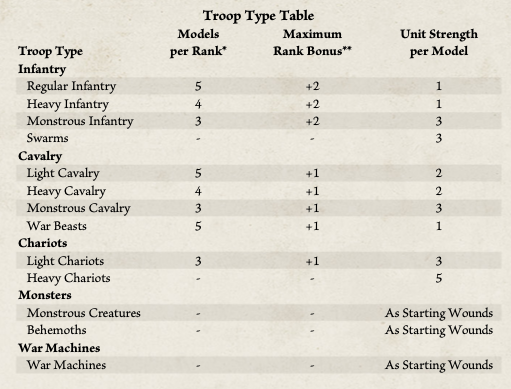 Troop Type Table
Models Maximum Unit Strength
Troop Type per Rank* Rank Bonus** per Model
Infantry
Regular Infantry 5 +2 1
Heavy Infantry 4 +2 1
Monstrous Infantry 3 +2 3
Swarms - - 3
Cavalry
Light Cavalry 5 +1 2
Heavy Cavalry 4 +1 2
Monstrous Cavalry 3 +1 3
War Beasts 5 +1 1
Chariots
Light Chariots 3 +1 3
Heavy Chariots - - 5
Monsters
Monstrous Creatures - - As Starting Wounds
Behemoths - - As Starting Wounds
War Machines
War Machines - - As Starting Wounds